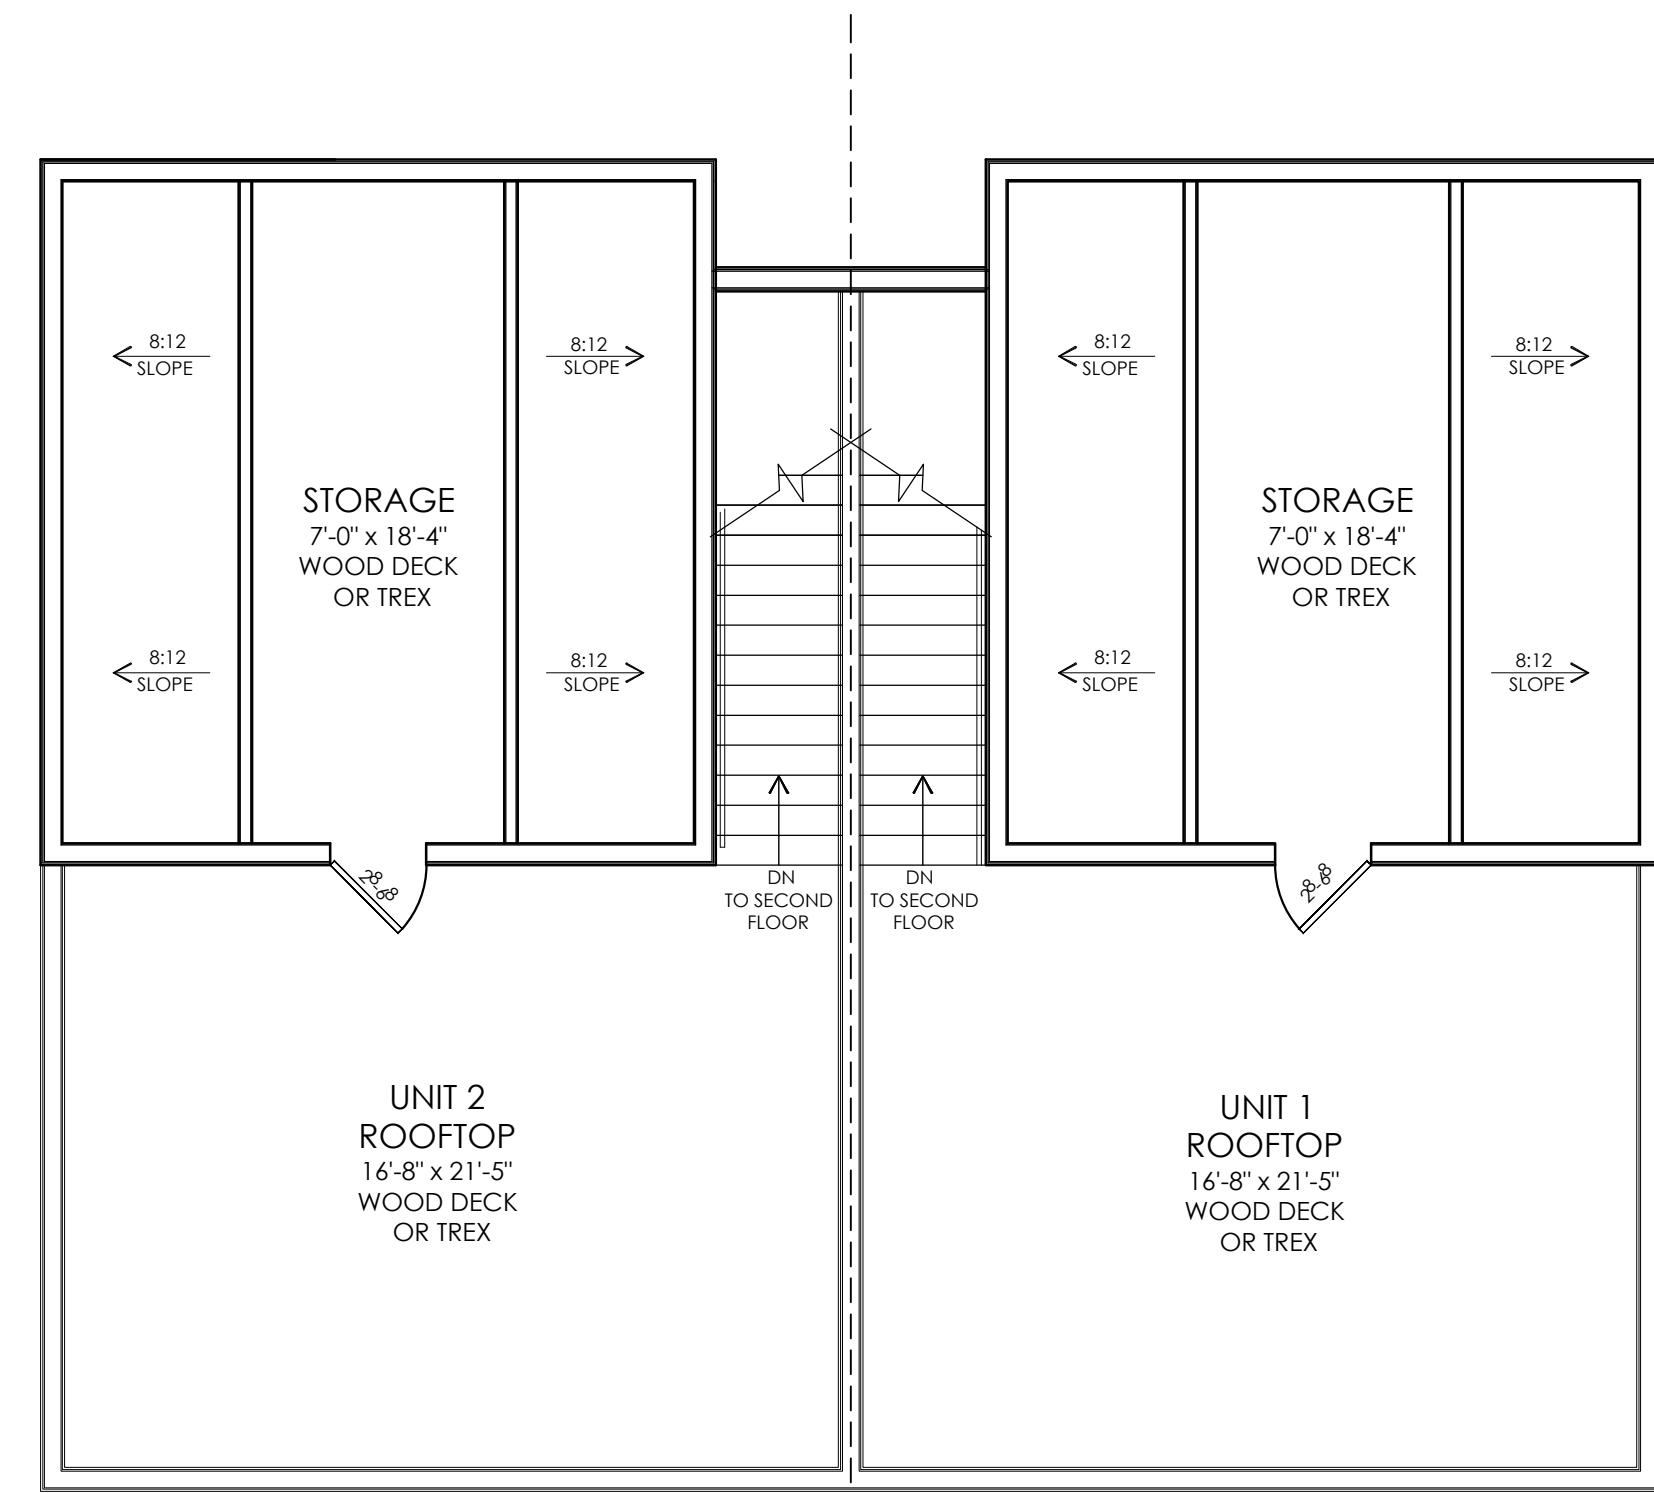 8:12
SLOPE
8:12
SLOPE
8:12
SLOPE
8:12
SLOPE
STORAGE
7'-0" x 18'-4"
WOOD DECK
OR TREX
STORAGE
7'-0" x 18'-4"
WOOD DECK
OR TREX
8:12
SLOPE
8:12
SLOPE
8:12
SLOPE
8:12
SLOPE
DN
TO SECOND
FLOOR
DN
TO SECOND
FLOOR
UNIT 2
ROOFTOP
16'-8" x 21'-5"
WOOD DECK
OR TREX
UNIT 1
ROOFTOP
16'-8" x 21'-5"
WOOD DECK
OR TREX